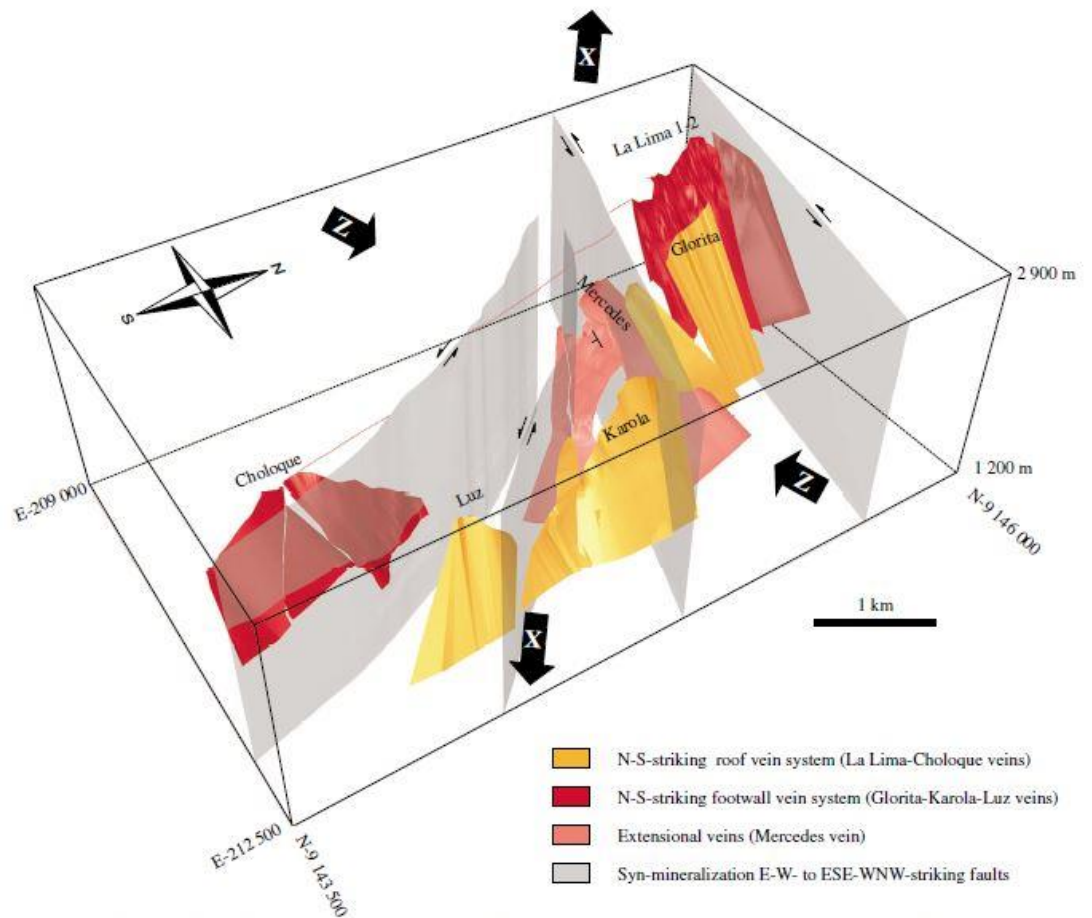 X
La Lima 1-2
Z
N
Glorita
S
2 900 m
Mercedes
Karola
Choloque
1 200 m
Luz
Z
E-209 000
N-9 146 000
1 km
X
N-S-striking roof vein system (La Lima-Choloque veins)
N-S-striking footwall vein system (Glorita-Karola-Luz veins)
Extensional veins (Mercedes vein)
E-212 500
N-9 143 500
Syn-mineralization E-W- to ESE-WNW-striking faults